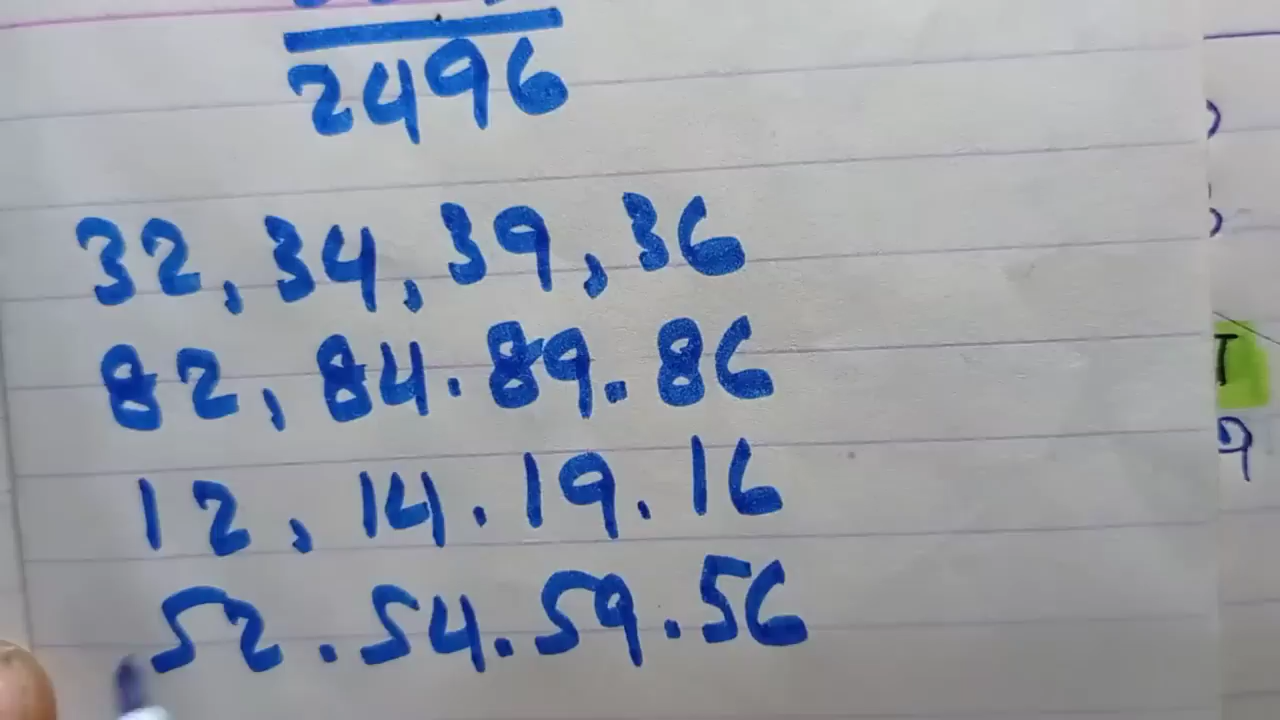 2496
32, 34, 39, 36
82, 84. 89. 86
12, 14. 19. 16
52. 54. 59. 56